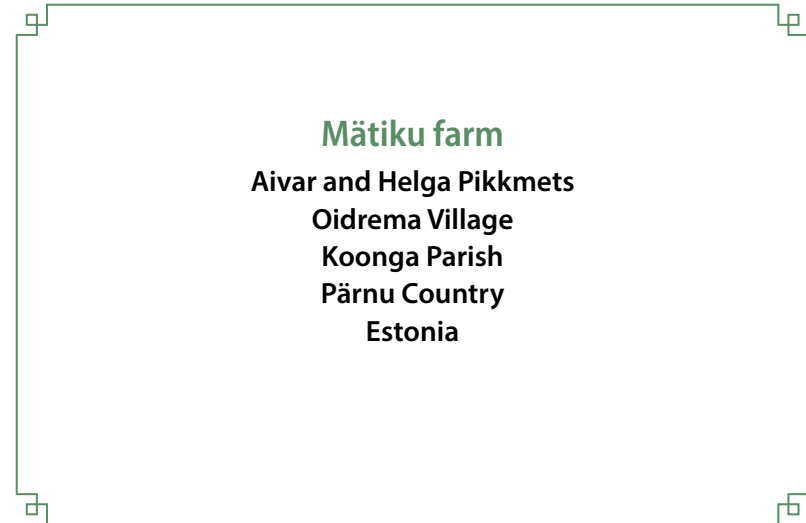 Mätiku farm
Aivar and Helga Pikkmets
Oidrema Village
Koonga Parish
Pärnu Country
Estonia